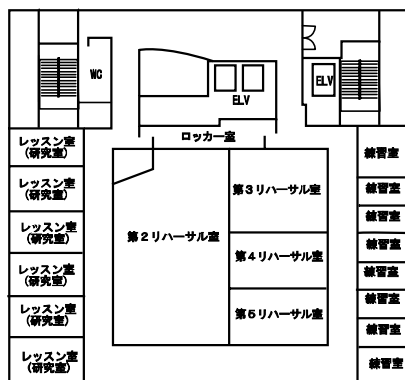 WC
ELV
ELV
ロッカー室
レッスン室
(研究室)
レッスン室
(研究室)
レッスン室
(研究室)
レッスン室
(研究室)
レッスン室
(研究室)
レッスン室
(研究室)
第2リハーサル室
第3リハーサル室
第4リハーサル室
第5リハーサル室
練習室
練習室
練習室
練習室
練習室
練習室
練習室
練習室